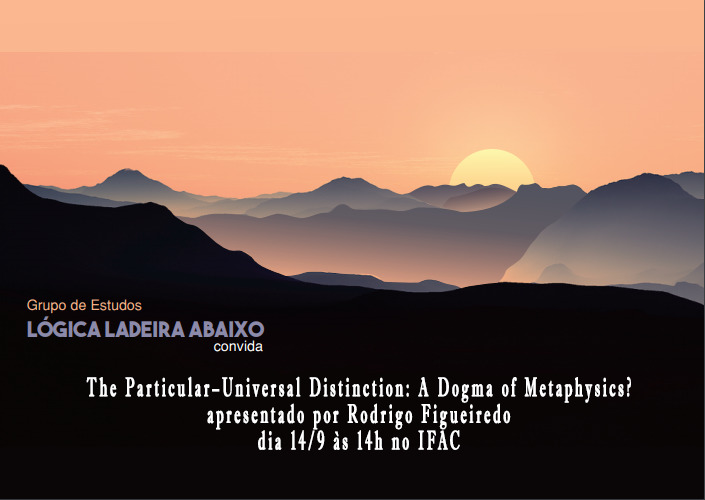 Grupo de Estudos
LÓGICA LADEIRA ABAIXO
convida
The Particular–Universal Distinction: A Dogma of Metaphysics?
apresentado por Rodrigo Figueiredo
dia 14/9 às 14h no IFAC